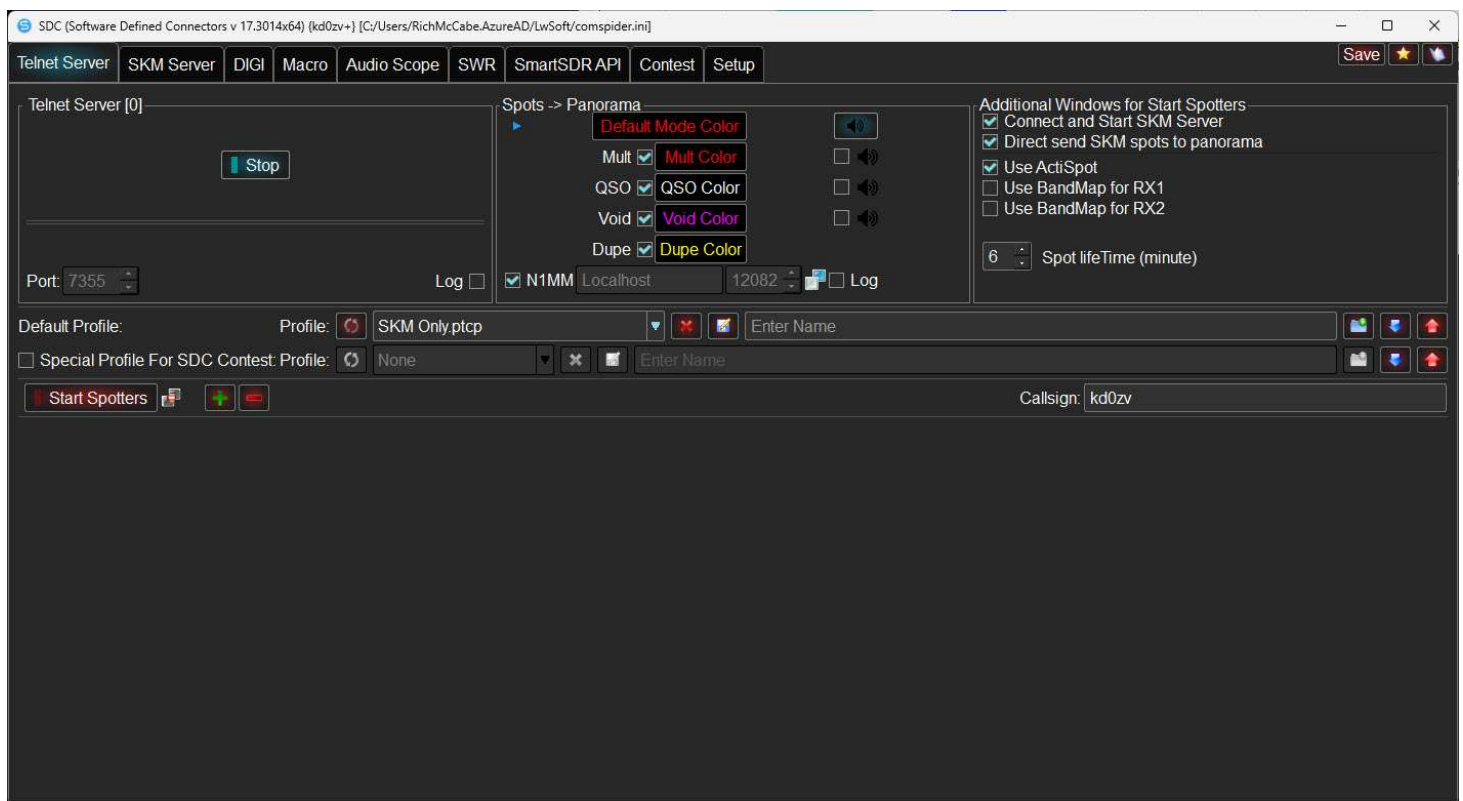 SDC (Software Defined Connectors v 17.3014x64) {kd0zv+} [C:/Users/RichMcCabe.AzureAD/LwSoft/comspider.ini]
Telnet Server SKM Server DIGI Macro Audio Scope SWR SmartSDR API Contest Setup Save
Telnet Server [0]
Stop
Port: 7355 Log
Spots -> Panorama
Default Mode Color
Mult Mult Color
QSO QSO Color
Void Void Color
Dupe Dupe Color
N1MM Localhost 12082 Log
Additional Windows for Start Spotters
Connect and Start SKM Server
Direct send SKM spots to panorama
Use ActiSpot
Use BandMap for RX1
Use BandMap for RX2
6 Spot lifeTime (minute)
Default Profile: Profile: SKM Only.ptcp Enter Name
Special Profile For SDC Contest: Profile: None Enter Name
Start Spotters Callsign: kd0zv